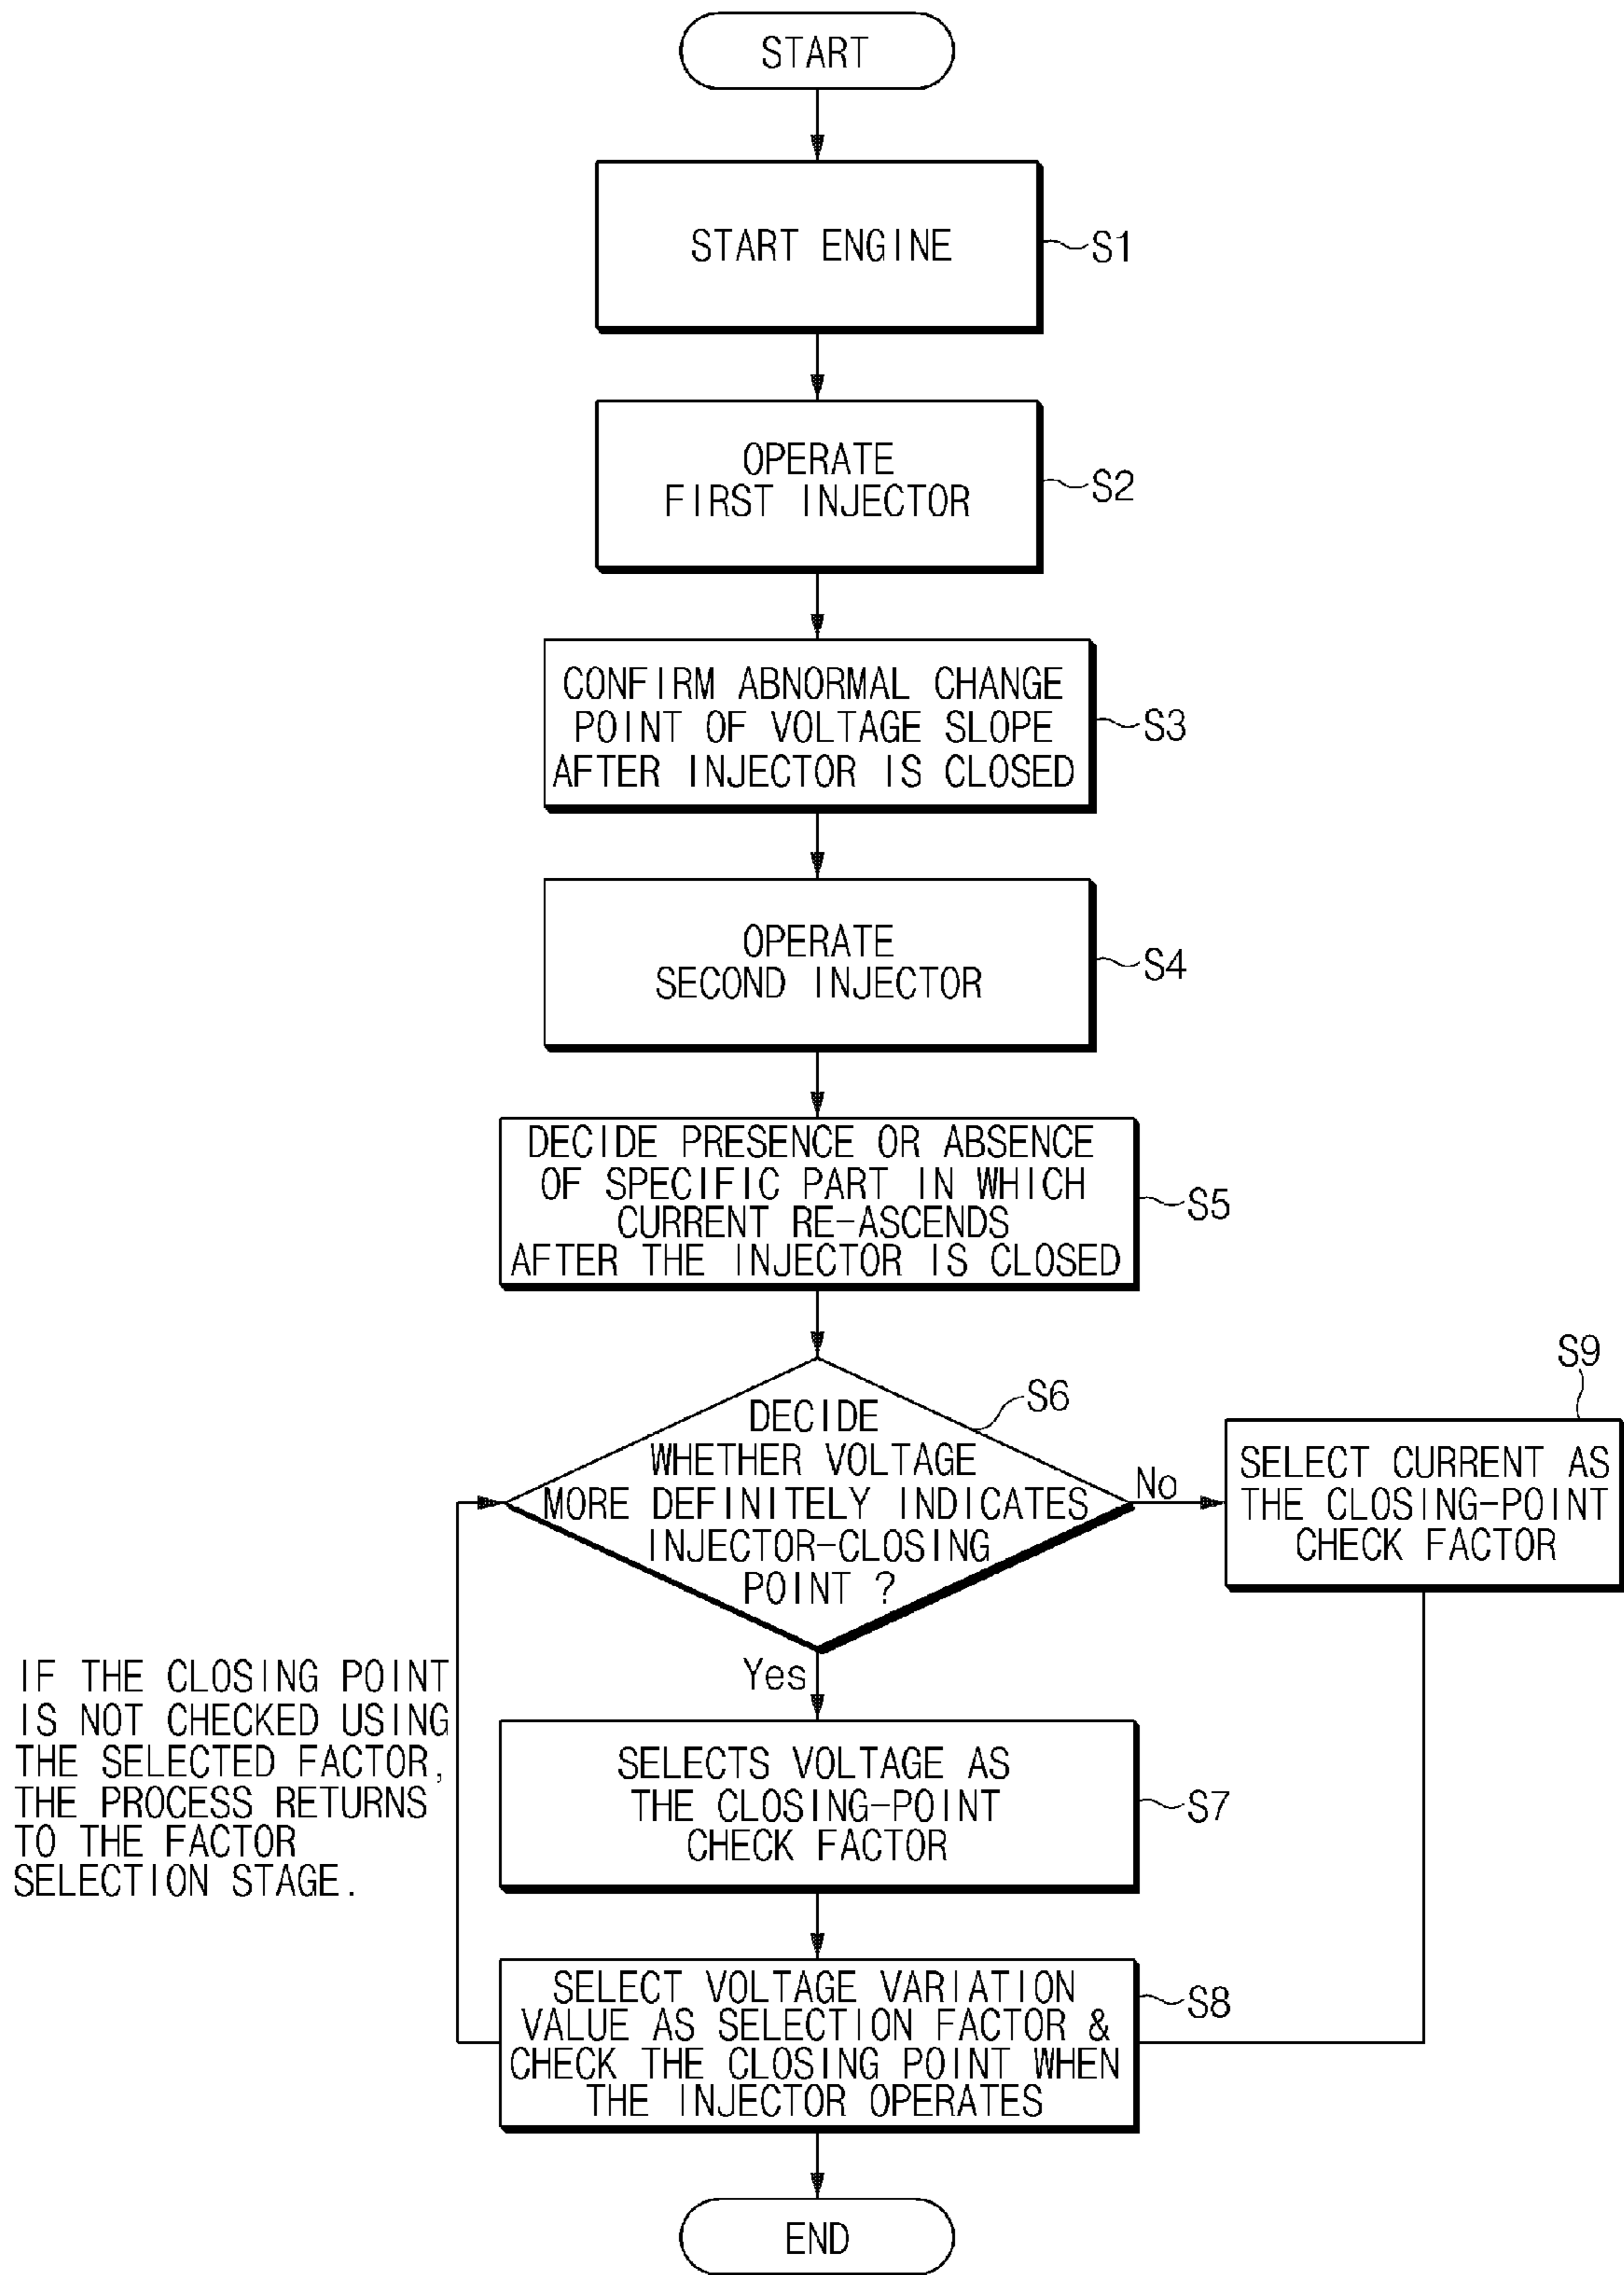 START
START ENGINE
S1
OPERATE
FIRST INJECTOR
S2
CONFIRM ABNORMAL CHANGE
POINT OF VOLTAGE SLOPE
AFTER INJECTOR IS CLOSED
S3
OPERATE
SECOND INJECTOR
S4
DECIDE PRESENCE OR ABSENCE
OF SPECIFIC PART IN WHICH
CURRENT RE-ASCENDS
AFTER THE INJECTOR IS CLOSED
S5
DECIDE
WHETHER VOLTAGE
MORE DEFINITELY INDICATES
INJECTOR-CLOSING
POINT ?
S6
No
S9
SELECT CURRENT AS
THE CLOSING-POINT
CHECK FACTOR
Yes
IF THE CLOSING POINT
IS NOT CHECKED USING
THE SELECTED FACTOR,
THE PROCESS RETURNS
TO THE FACTOR
SELECTION STAGE.
SELECTS VOLTAGE AS
THE CLOSING-POINT
CHECK FACTOR
S7
SELECT VOLTAGE VARIATION
VALUE AS SELECTION FACTOR &
CHECK THE CLOSING POINT WHEN
THE INJECTOR OPERATES
S8
END